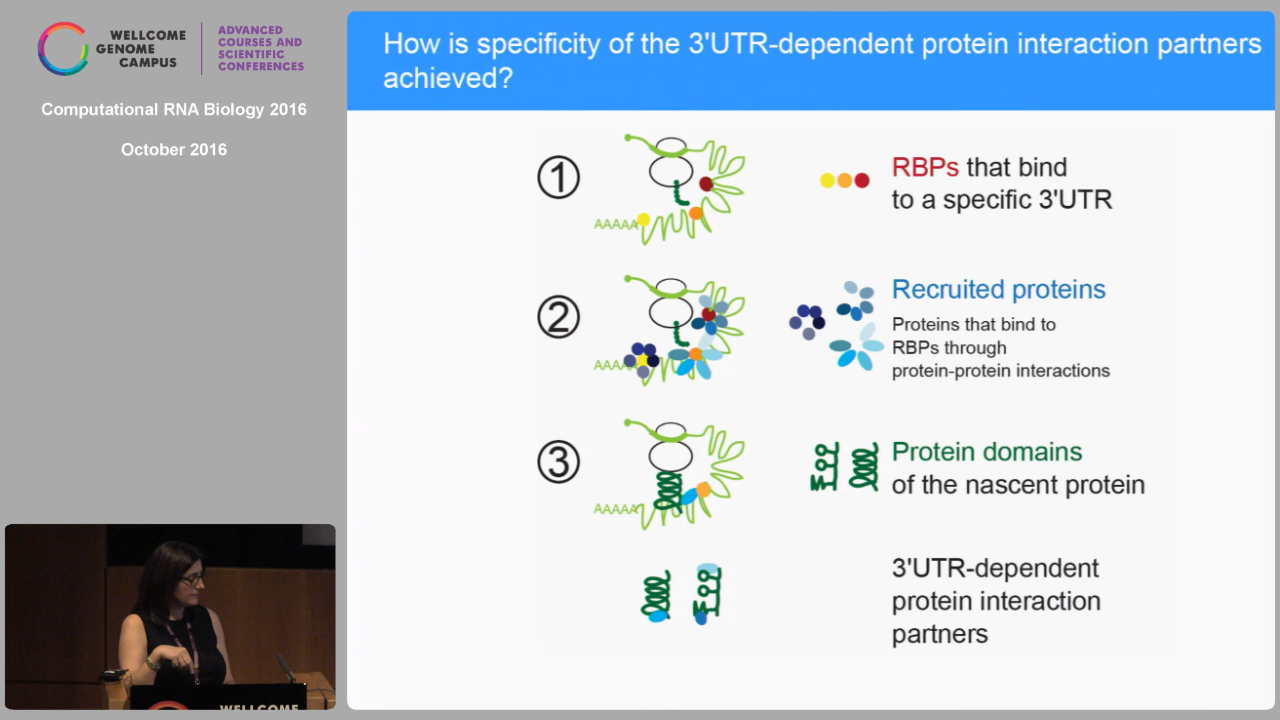 WELLCOME
GENOME
CAMPUS
ADVANCED
COURSES AND
SCIENTIFIC
CONFERENCES
Computational RNA Biology 2016
October 2016
How is specificity of the 3'UTR-dependent protein interaction partners
achieved?
1
AAAAA
RBPs that bind
to a specific 3'UTR
2
AAAAA
Recruited proteins
Proteins that bind to
RBPs through
protein-protein interactions
3
AAAAA
Protein domains
of the nascent protein
3'UTR-dependent
protein interaction
partners
WELLCOME